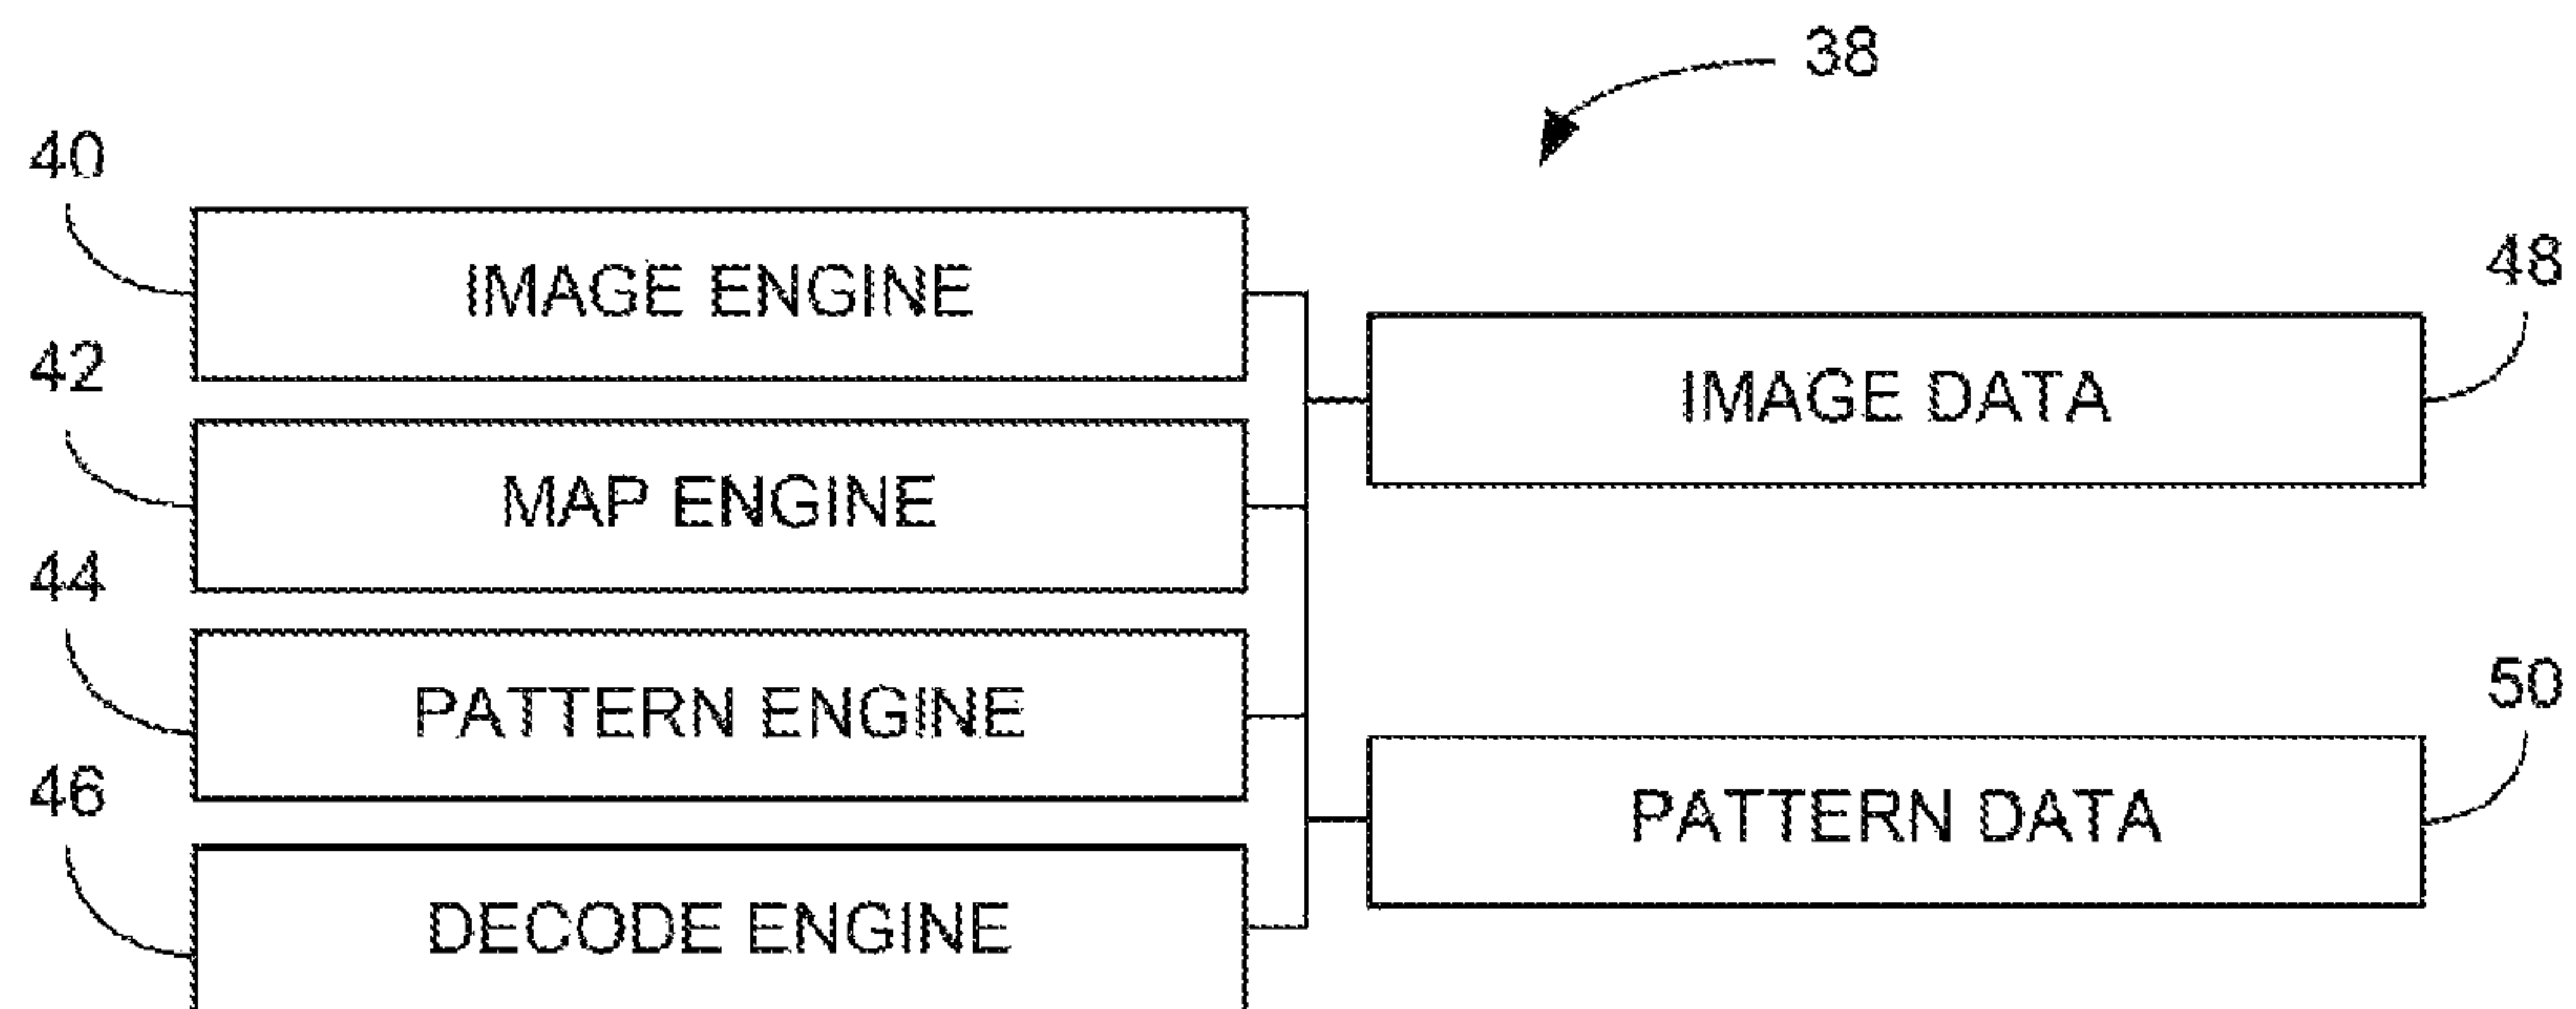 38
40
IMAGE ENGINE
48
42
IMAGE DATA
MAP ENGINE
44
PATTERN ENGINE
50
46
PATTERN DATA
DECODE ENGINE